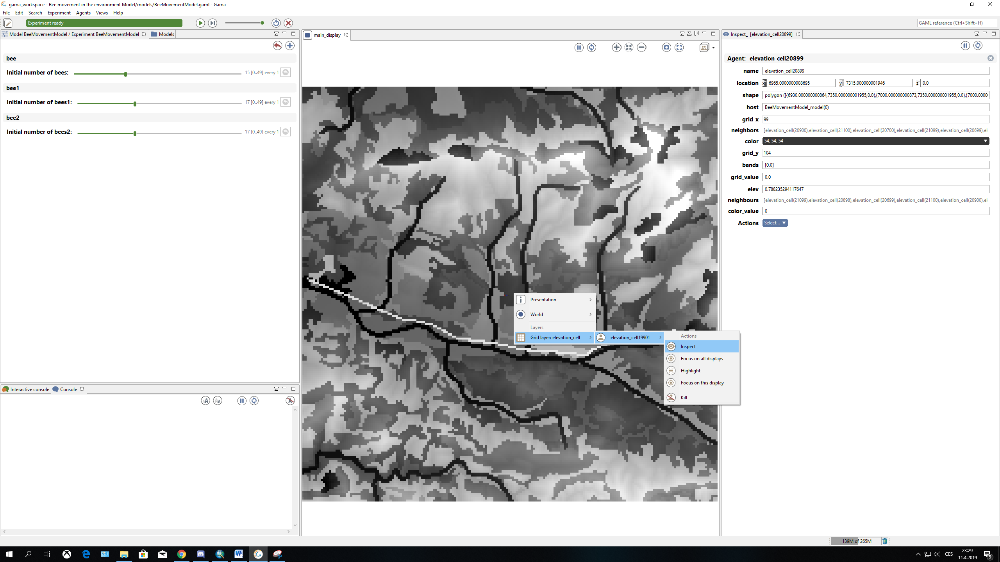 gama_workspace - Bee movement in the environment Model/models/BeeMovementModel.gaml - Gama
File Edit Search Experiment Agents Views Help
Experiment ready
GAML reference (Ctrl+Shift+H)
Model BeeMovementModel / Experiment BeeMovementModel
Models
bee
Initial number of bees:
15 [0..49] every 1
bee1
Initial number of bees1:
17 [0..49] every 1
bee2
Initial number of bees2:
17 [0..49] every 1
Interactive console
Console
main_display
Presentation
World
Layers
Grid layer: elevation_cell
elevation_cell19901
Actions
Inspect
Focus on all displays
Highlight
Focus on this display
Kill
Inspect_ [elevation_cell20899]
Agent: elevation_cell20899
name elevation_cell20899
location x 6965.0000000008695 y 7315.000000001946 z 0.0
shape polygon ([{6930.000000000864,7350.000000001955,0.0},{7000.000000000873,7350.000000001955,0.0},{7000.0000
host BeeMovementModel_model(0)
grid_x 99
neighbors [elevation_cell(20900),elevation_cell(21100),elevation_cell(20700),elevation_cell(21099),elevation_cell(20699),ele
color 54, 54, 54
grid_y 104
bands [0.0]
grid_value 0.0
elev 0.788235294117647
neighbours [elevation_cell(21099),elevation_cell(20898),elevation_cell(20699),elevation_cell(21100),elevation_cell(20900),ele
color_value 0
Actions Select...
139M of 265M
CES
23:29
11.4.2019
9